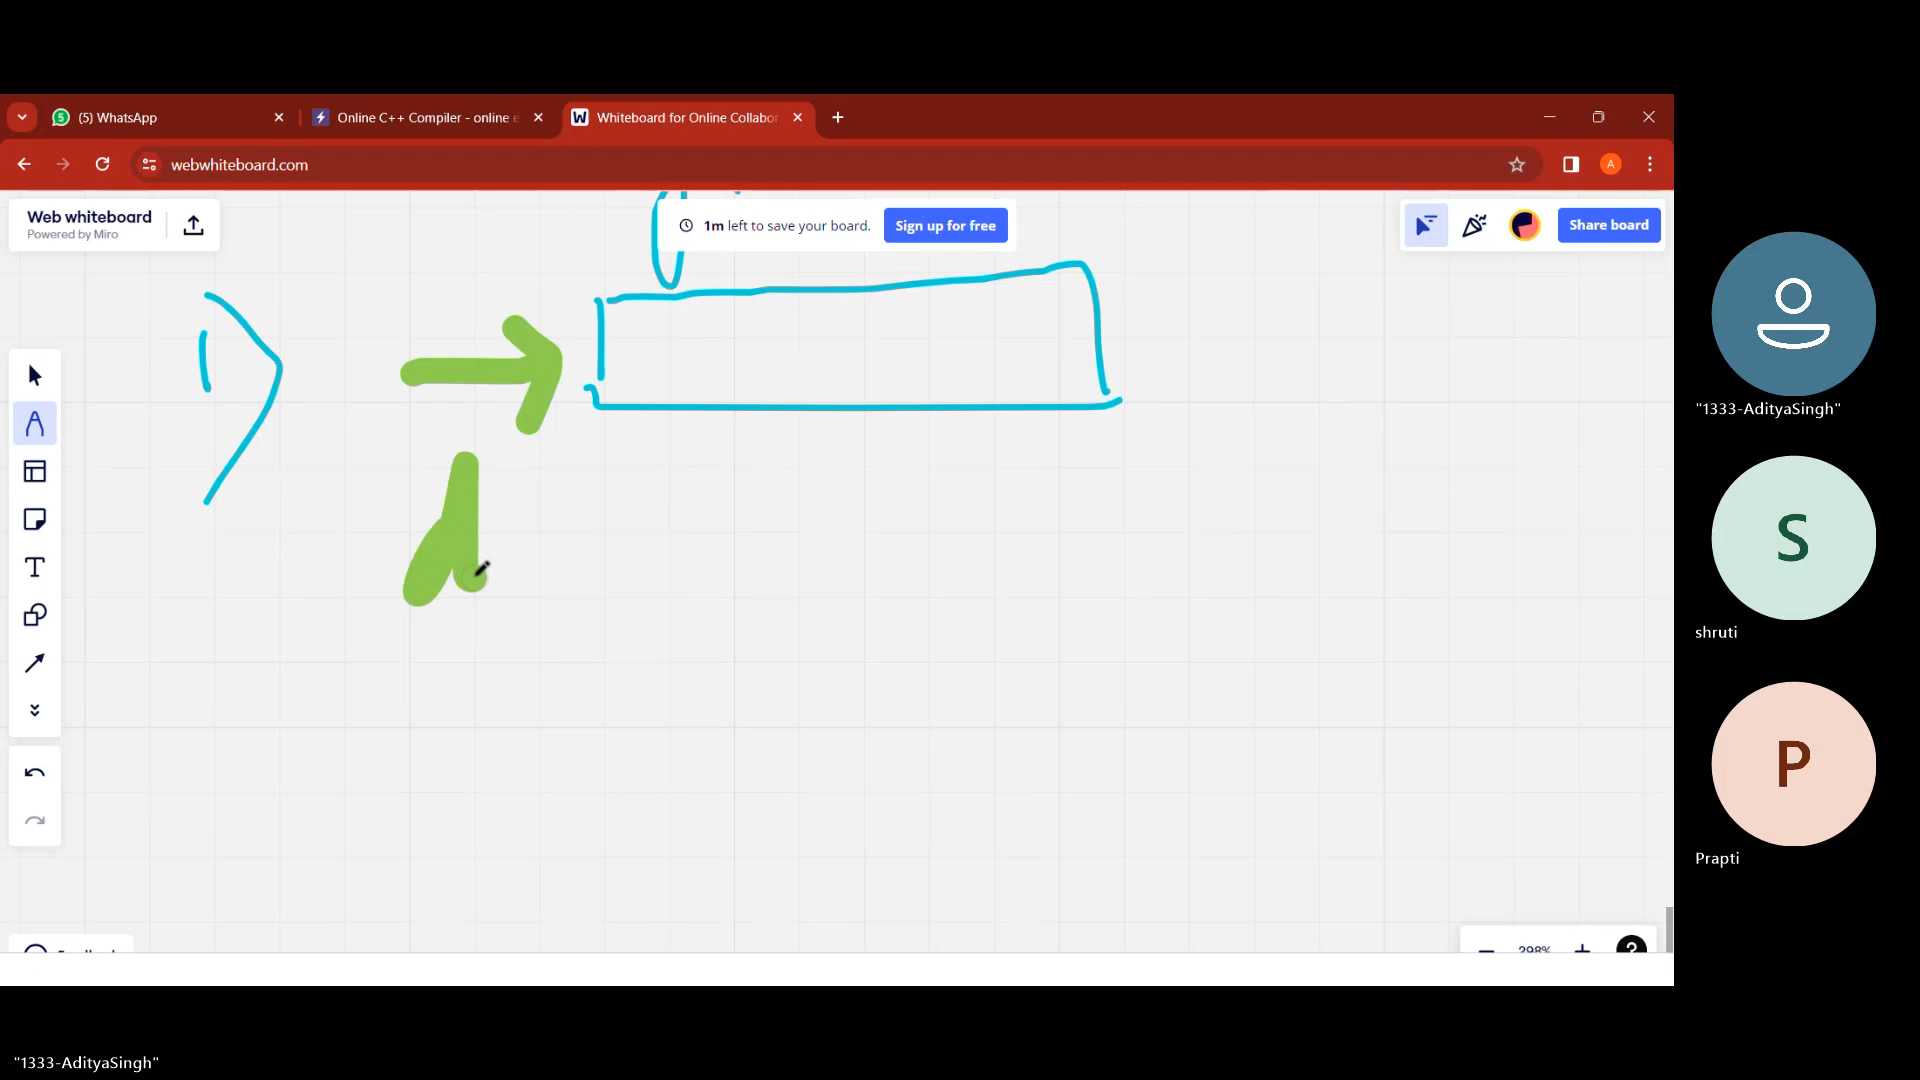 (5) WhatsApp
Online C++ Compiler - online e
Whiteboard for Online Collabor
webwhiteboard.com
A
Web whiteboard
Powered by Miro
1m left to save your board.
Sign up for free
Share board
"1333-AdityaSingh"
S
shruti
P
Prapti
298%
"1333-AdityaSingh"